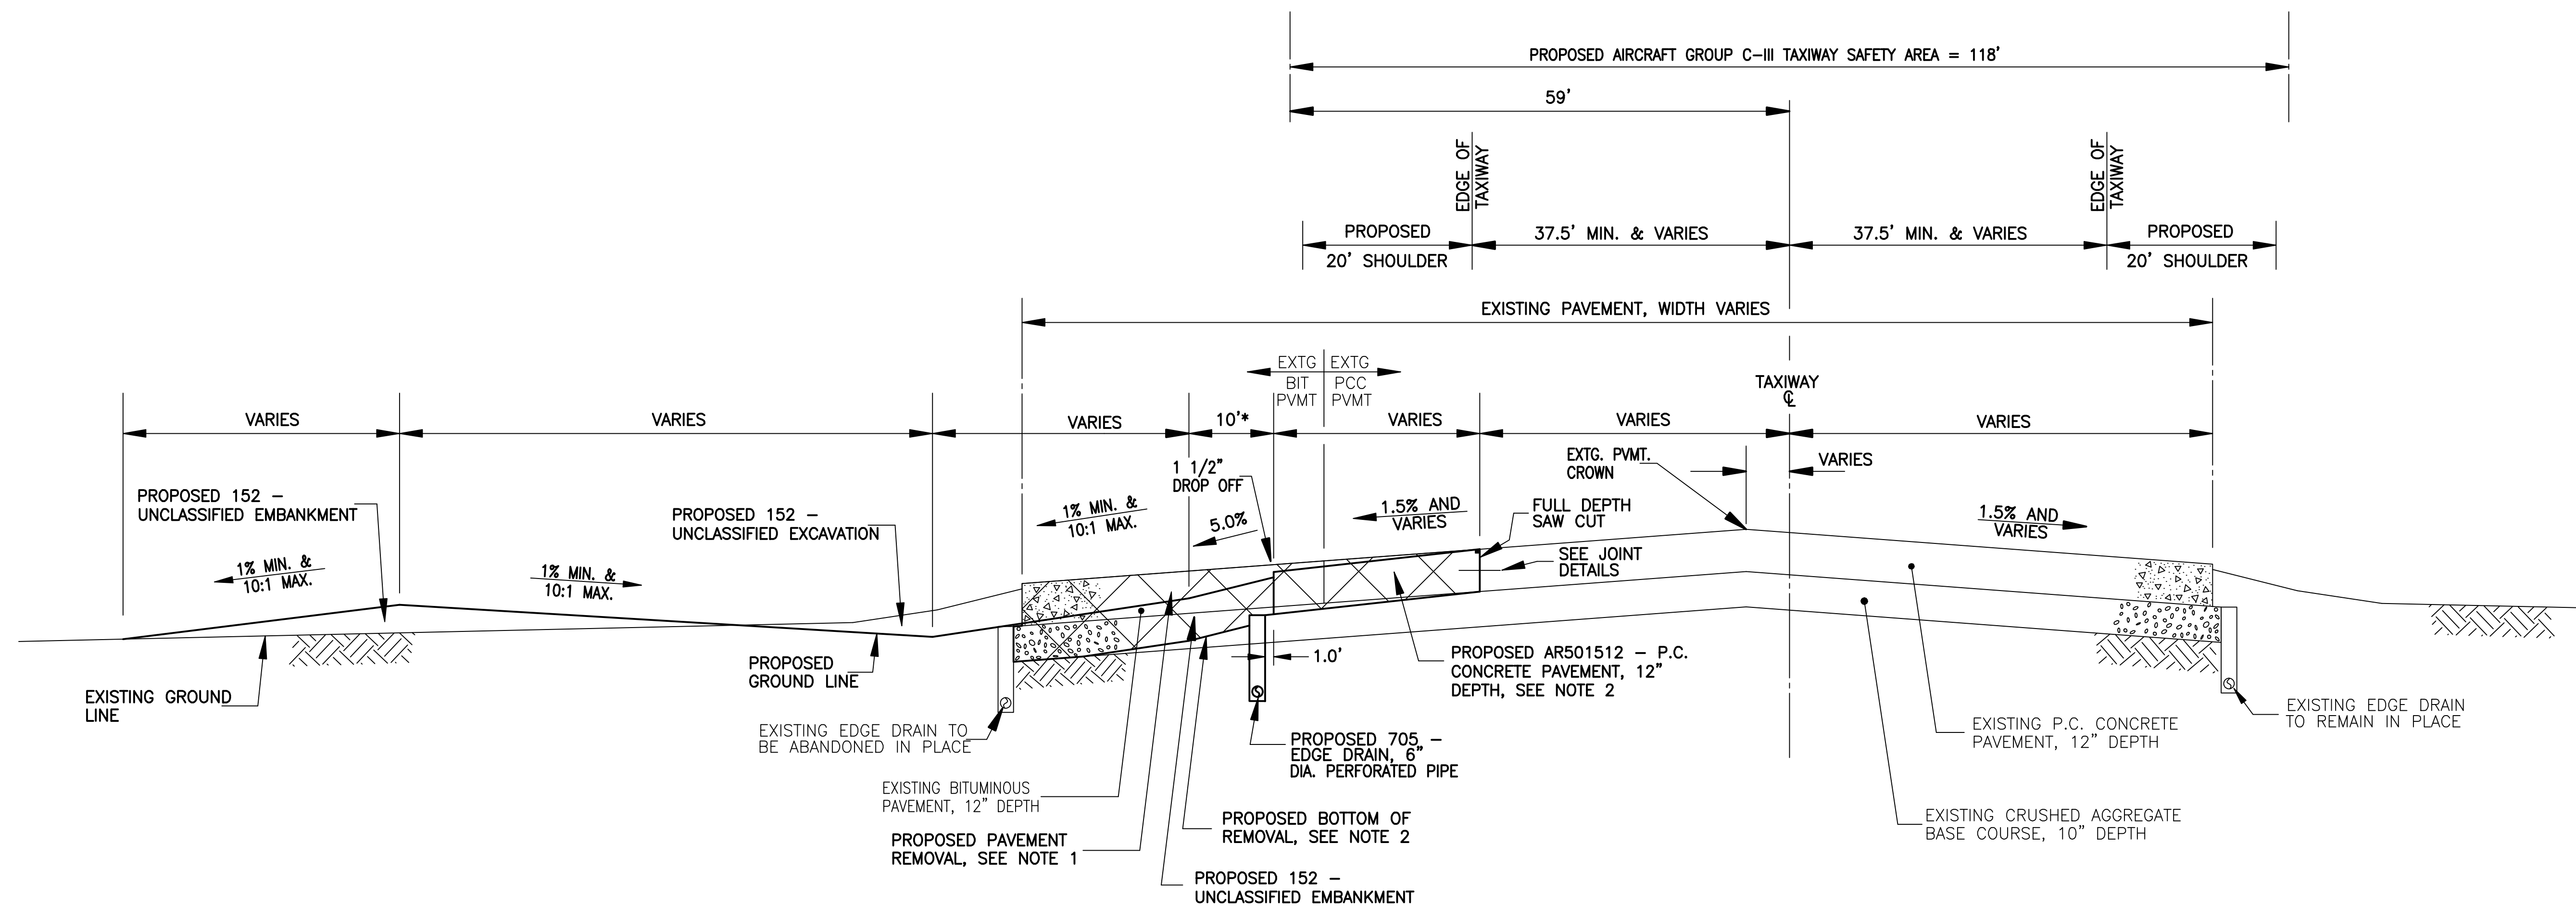 PROPOSED AIRCRAFT GROUP C-III TAXIWAY SAFETY AREA = 118'
59'
EDGE OF
TAXIWAY
EDGE OF
TAXIWAY
PROPOSED
20' SHOULDER
37.5' MIN. & VARIES
37.5' MIN. & VARIES
PROPOSED
20' SHOULDER
EXISTING PAVEMENT, WIDTH VARIES
EXTG
BIT
PVMT
EXTG
PCC
PVMT
TAXIWAY
℄
VARIES
VARIES
VARIES
10'*
VARIES
VARIES
VARIES
EXTG. PVMT.
CROWN
VARIES
1 1/2"
DROP OFF
PROPOSED 152 –
UNCLASSIFIED EMBANKMENT
PROPOSED 152 –
UNCLASSIFIED EXCAVATION
1% MIN. &
10:1 MAX.
5.0%
1.5% AND
VARIES
FULL DEPTH
SAW CUT
1.5% AND
VARIES
SEE JOINT
DETAILS
1% MIN. &
10:1 MAX.
1% MIN. &
10:1 MAX.
PROPOSED
GROUND LINE
1.0'
PROPOSED AR501512 – P.C.
CONCRETE PAVEMENT, 12"
DEPTH, SEE NOTE 2
EXISTING GROUND
LINE
EXISTING EDGE DRAIN TO
BE ABANDONED IN PLACE
PROPOSED 705 –
EDGE DRAIN, 6"
DIA. PERFORATED PIPE
EXISTING P.C. CONCRETE
PAVEMENT, 12" DEPTH
EXISTING EDGE DRAIN
TO REMAIN IN PLACE
EXISTING BITUMINOUS
PAVEMENT, 12" DEPTH
PROPOSED BOTTOM OF
REMOVAL, SEE NOTE 2
EXISTING CRUSHED AGGREGATE
BASE COURSE, 10" DEPTH
PROPOSED PAVEMENT
REMOVAL, SEE NOTE 1
PROPOSED 152 –
UNCLASSIFIED EMBANKMENT